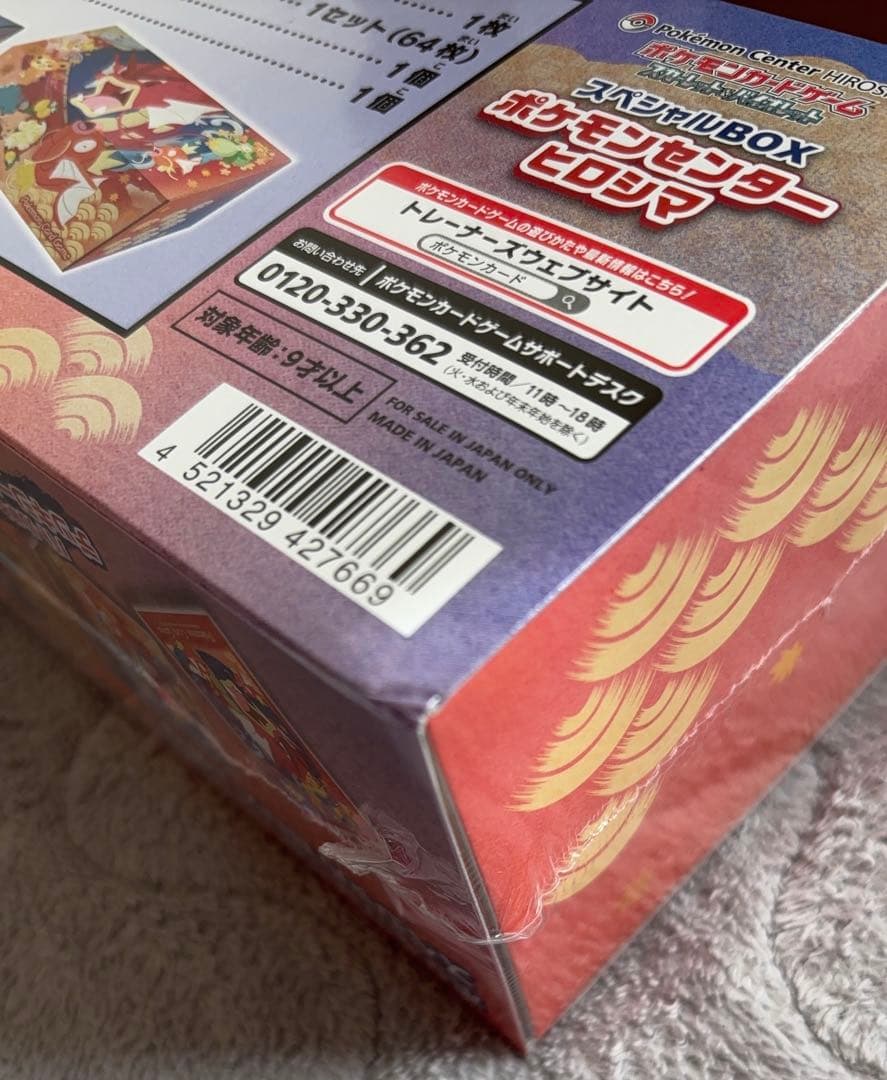 1枚
1セット(64枚)
1個
1個
Pokémon Center HIROS
ポケモンカードゲーム
スカーレット&バイオレット
スペシャルBOX
ポケモンセンター
ヒロシマ
ポケモンカードゲームの遊びかたや最新情報はこちら!
トレーナーズウェブサイト
ポケモンカード
お問い合わせ先
ポケモンカードゲームサポートデスク
0120-330-362
受付時間/11時〜18時
(火・水および年末年始を除く)
対象年齢:9才以上
FOR SALE IN JAPAN ONLY
MADE IN JAPAN
4 521329 427669
Pokémon Card Game